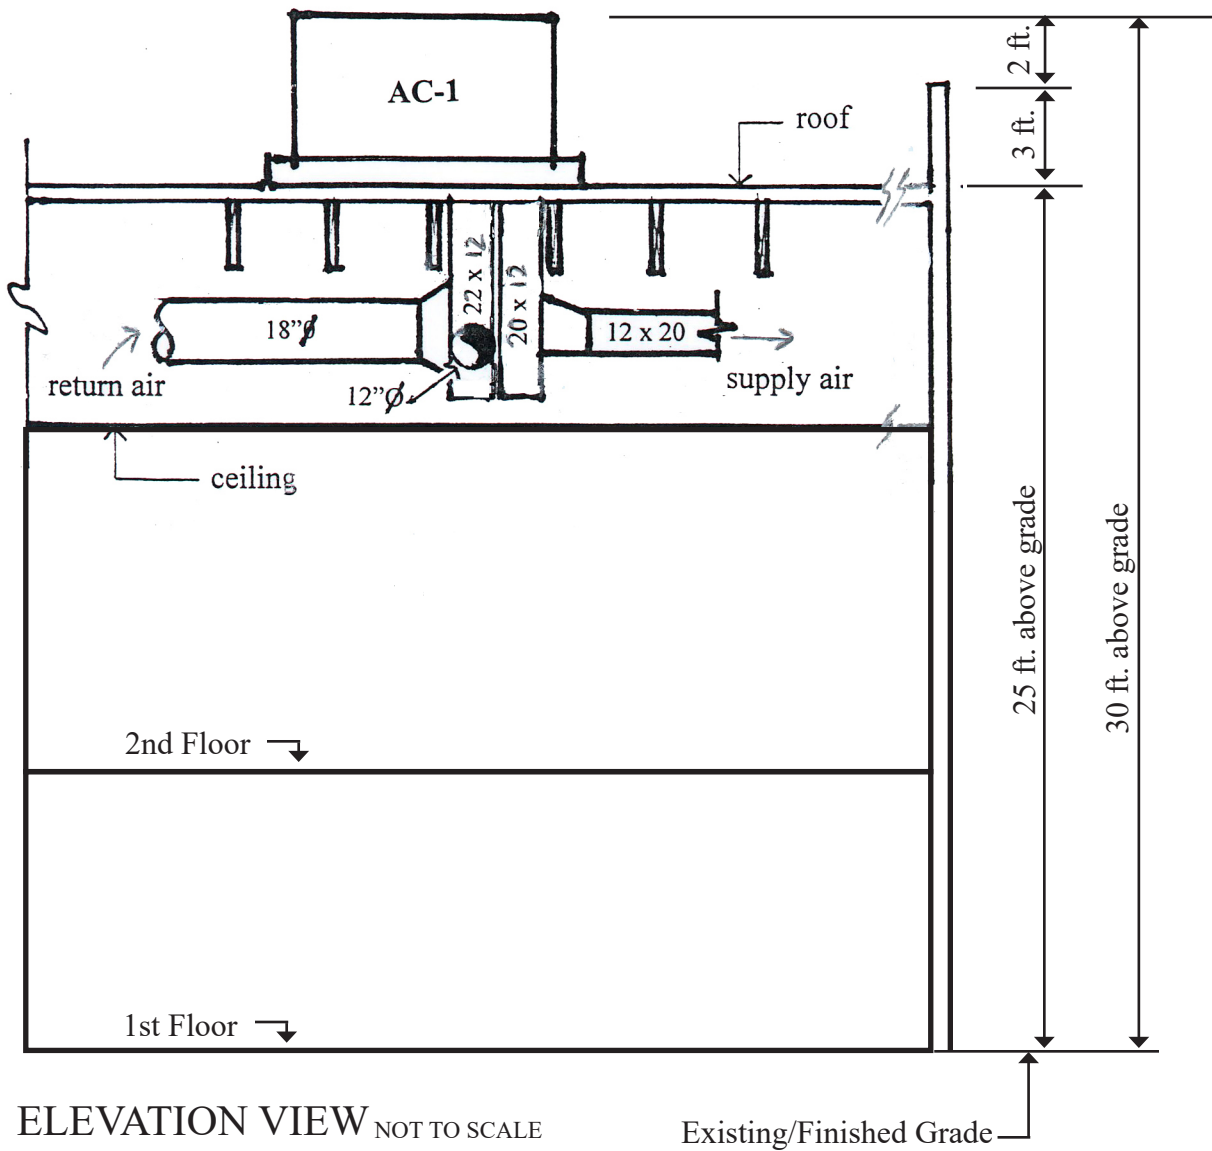 AC-1
2 ft.
3 ft.
roof
22 x 12
20 x 12
18"Ø
12 x 20
return air
12"Ø
supply air
ceiling
25 ft. above grade
30 ft. above grade
2nd Floor
1st Floor
ELEVATION VIEW NOT TO SCALE
Existing/Finished Grade